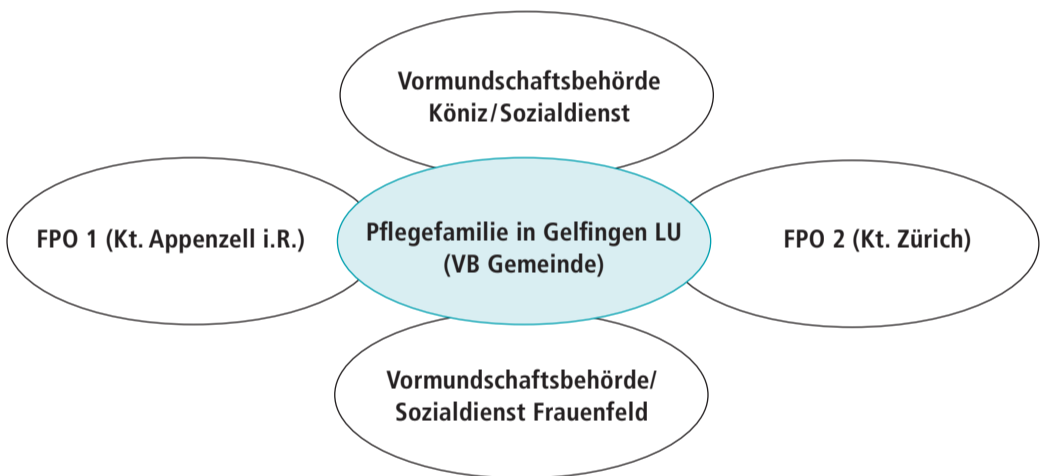 Vormundschaftsbehörde
Köniz/Sozialdienst
FPO 1 (Kt. Appenzell i.R.)
Pflegefamilie in Gelfingen LU
(VB Gemeinde)
FPO 2 (Kt. Zürich)
Vormundschaftsbehörde/
Sozialdienst Frauenfeld